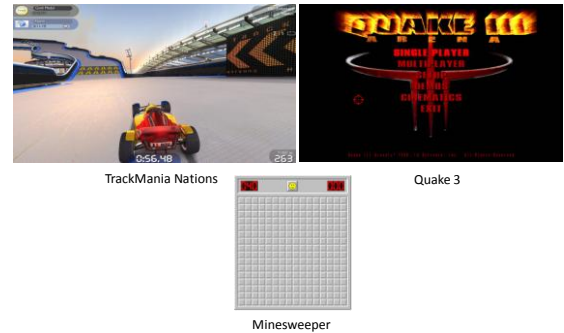 0:56.48
263
QUAKE III
ARENA
SINGLE PLAYER
MULTIPLAYER
SETUP
DEMOS
CINEMATICS
EXIT
TrackMania Nations
Quake 3
Minesweeper